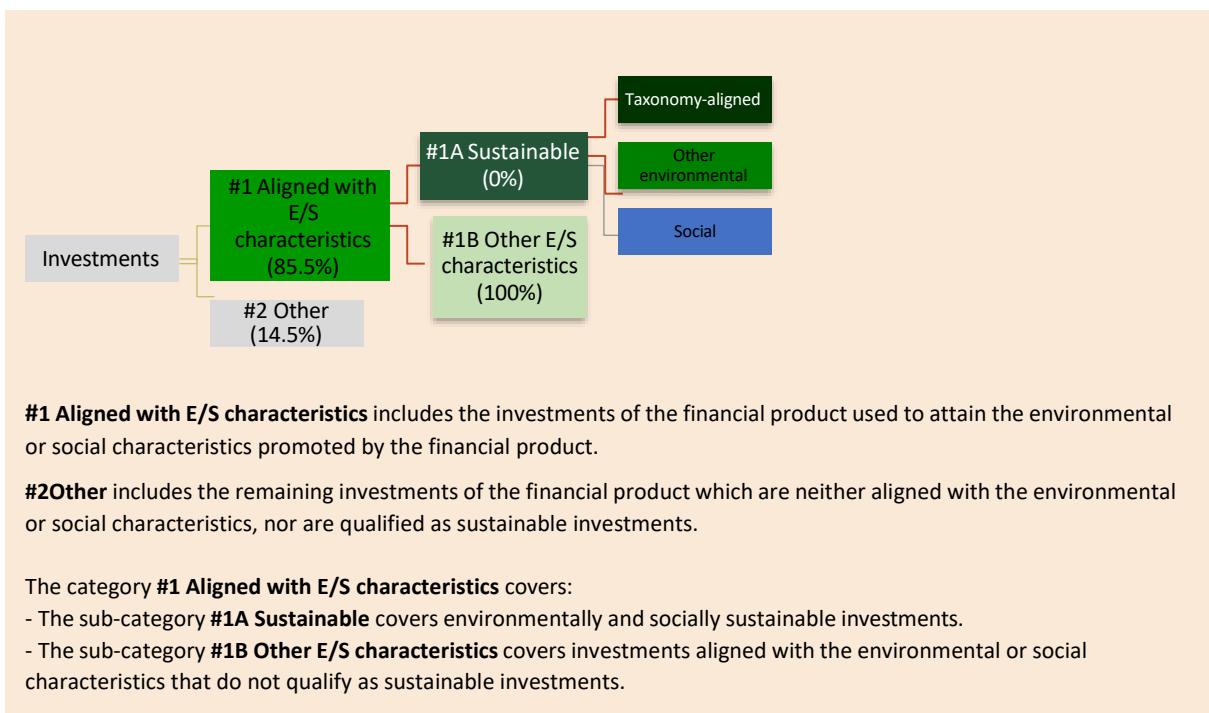 Investments
#1 Aligned with
E/S
characteristics
(85.5%)
#2 Other
(14.5%)
#1A Sustainable
(0%)
#1B Other E/S
characteristics
(100%)
Taxonomy-aligned
Other
environmental
Social
#1 Aligned with E/S characteristics includes the investments of the financial product used to attain the environmental
or social characteristics promoted by the financial product.
#2Other includes the remaining investments of the financial product which are neither aligned with the environmental
or social characteristics, nor are qualified as sustainable investments.
The category #1 Aligned with E/S characteristics covers:
- The sub-category #1A Sustainable covers environmentally and socially sustainable investments.
- The sub-category #1B Other E/S characteristics covers investments aligned with the environmental or social
characteristics that do not qualify as sustainable investments.